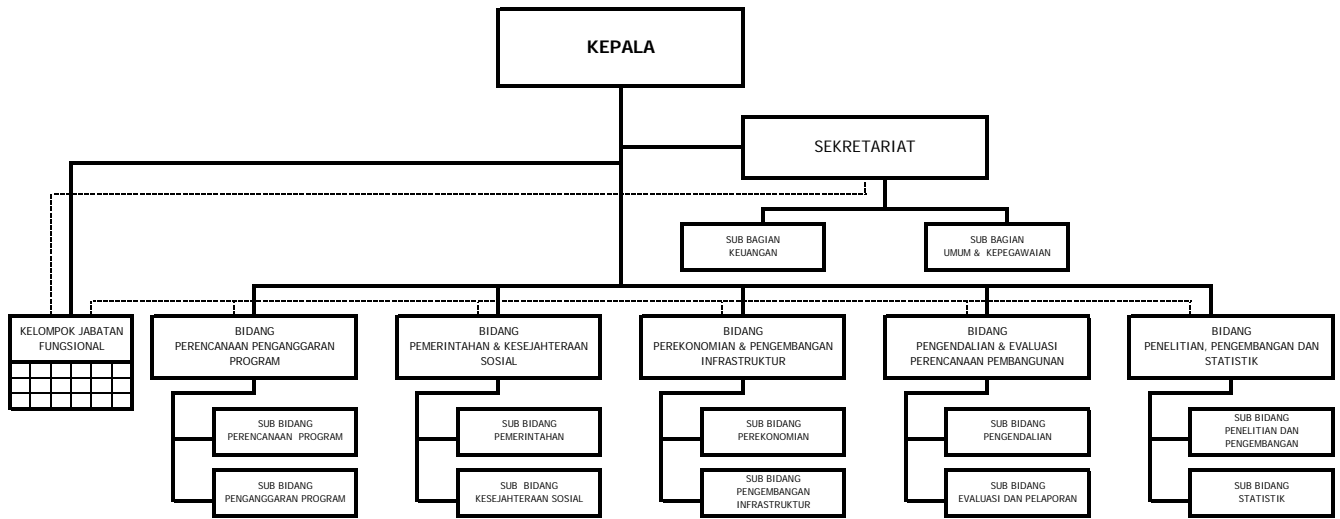 KEPALA
SEKRETARIAT
SUB BAGIAN
KEUANGAN
SUB BAGIAN
UMUM & KEPEGAWAIAN
KELOMPOK JABATAN
FUNGSIONAL
BIDANG
PERENCANAAN PENGANGGARAN
PROGRAM
BIDANG
PEMERINTAHAN & KESEJAHTERAAN
SOSIAL
BIDANG
PEREKONOMIAN & PENGEMBANGAN
INFRASTRUKTUR
BIDANG
PENGENDALIAN & EVALUASI
PERENCANAAN PEMBANGUNAN
BIDANG
PENELITIAN, PENGEMBANGAN DAN
STATISTIK
SUB BIDANG
PERENCANAAN PROGRAM
SUB BIDANG
PEMERINTAHAN
SUB BIDANG
PEREKONOMIAN
SUB BIDANG
PENGENDALIAN
SUB BIDANG
PENELITIAN DAN
PENGEMBANGAN
SUB BIDANG
PENGANGGARAN PROGRAM
SUB BIDANG
KESEJAHTERAAN SOSIAL
SUB BIDANG
PENGEMBANGAN
INFRASTRUKTUR
SUB BIDANG
EVALUASI DAN PELAPORAN
SUB BIDANG
STATISTIK